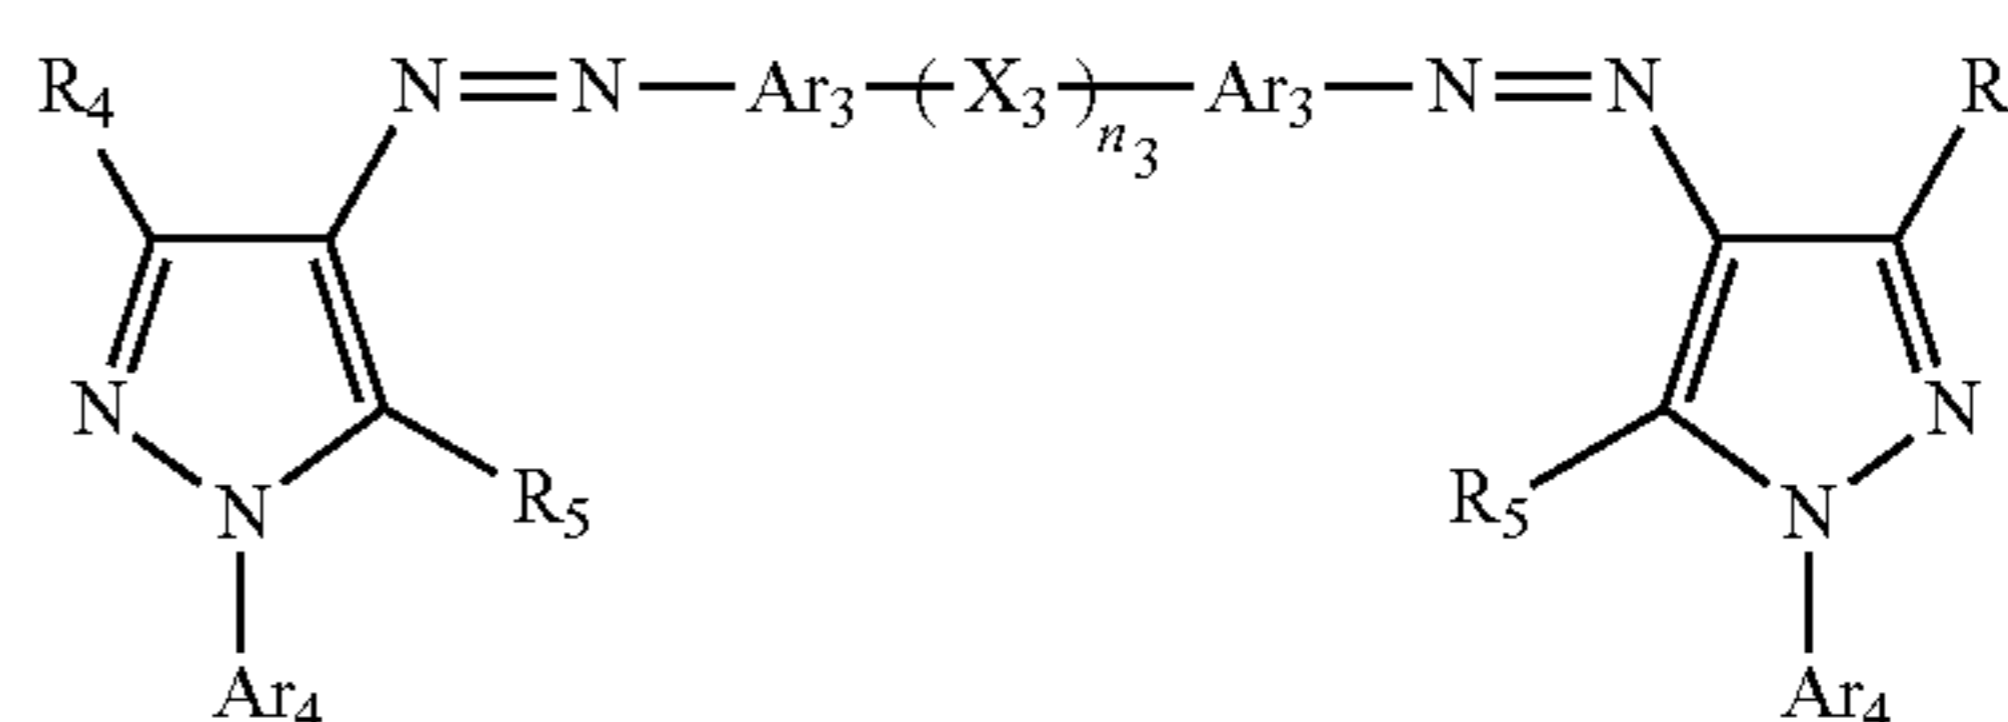 R4 N=N—Ar3—(X3)n3—Ar3—N=N R
N N
R5 R5
N N
Ar4 Ar4